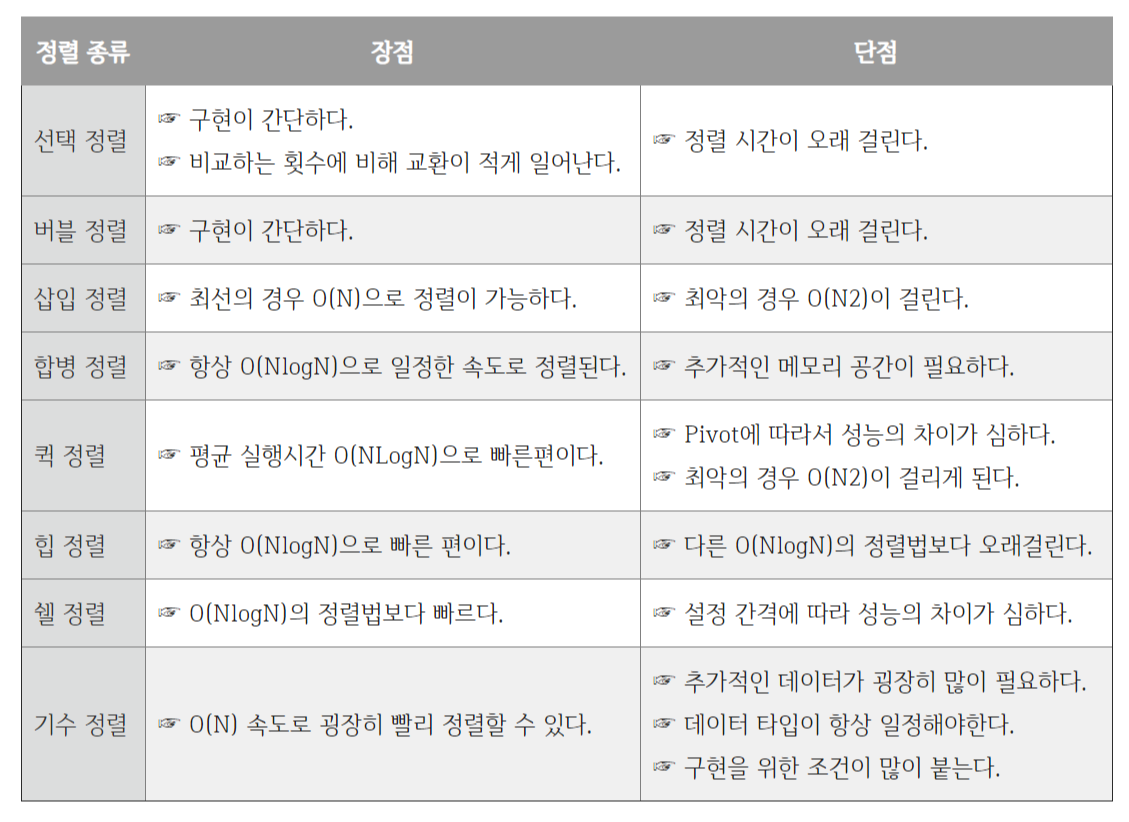 정렬 종류 장점 단점
선택 정렬
☞ 구현이 간단하다.
☞ 비교하는 횟수에 비해 교환이 적게 일어난다.
☞ 정렬 시간이 오래 걸린다.
버블 정렬 ☞ 구현이 간단하다. ☞ 정렬 시간이 오래 걸린다.
삽입 정렬 ☞ 최선의 경우 O(N)으로 정렬이 가능하다. ☞ 최악의 경우 O(N2)이 걸린다.
합병 정렬 ☞ 항상 O(NlogN)으로 일정한 속도로 정렬된다. ☞ 추가적인 메모리 공간이 필요하다.
퀵 정렬 ☞ 평균 실행시간 O(NLogN)으로 빠른편이다.
☞ Pivot에 따라서 성능의 차이가 심하다.
☞ 최악의 경우 O(N2)이 걸리게 된다.
힙 정렬 ☞ 항상 O(NlogN)으로 빠른 편이다. ☞ 다른 O(NlogN)의 정렬법보다 오래걸린다.
쉘 정렬 ☞ O(NlogN)의 정렬법보다 빠르다. ☞ 설정 간격에 따라 성능의 차이가 심하다.
기수 정렬 ☞ O(N) 속도로 굉장히 빨리 정렬할 수 있다.
☞ 추가적인 데이터가 굉장히 많이 필요하다.
☞ 데이터 타입이 항상 일정해야한다.
☞ 구현을 위한 조건이 많이 붙는다.